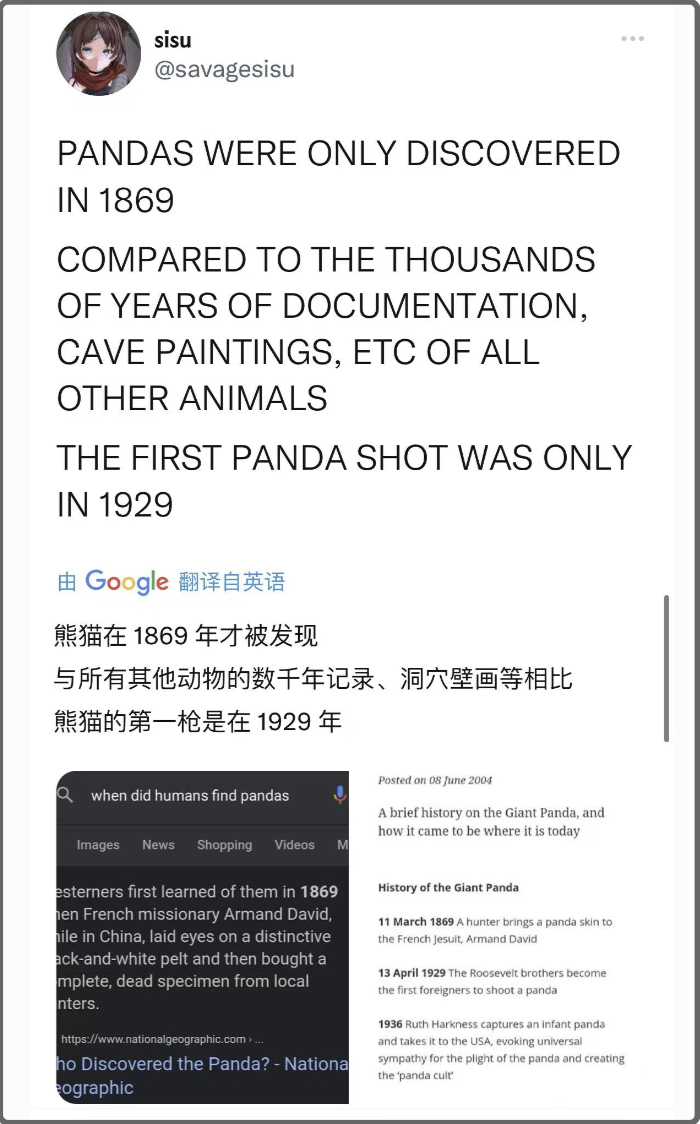 sisu
@savagesisu
PANDAS WERE ONLY DISCOVERED
IN 1869
COMPARED TO THE THOUSANDS
OF YEARS OF DOCUMENTATION,
CAVE PAINTINGS, ETC OF ALL
OTHER ANIMALS
THE FIRST PANDA SHOT WAS ONLY
IN 1929
由 Google 翻译自英语
熊猫在 1869 年才被发现
与所有其他动物的数千年记录、洞穴壁画等相比
熊猫的第一枪是在 1929 年
when did humans find pandas
Images News Shopping Videos M
esterners first learned of them in 1869
hen French missionary Armand David,
hile in China, laid eyes on a distinctive
ack-and-white pelt and then bought a
omplete, dead specimen from local
nters.
https://www.nationalgeographic.com › ...
ho Discovered the Panda? - Nationa
eographic
Posted on 08 June 2004
A brief history on the Giant Panda, and
how it came to be where it is today
History of the Giant Panda
11 March 1869 A hunter brings a panda skin to
the French Jesuit, Armand David
13 April 1929 The Roosevelt brothers become
the first foreigners to shoot a panda
1936 Ruth Harkness captures an infant panda
and takes it to the USA, evoking universal
sympathy for the plight of the panda and creating
the ‘panda cult’